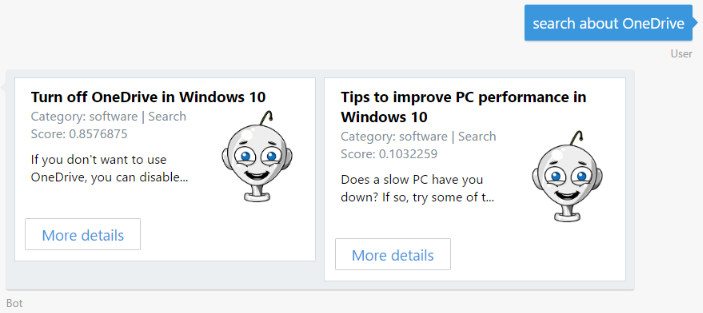 search about OneDrive
User
Turn off OneDrive in Windows 10
Category: software | Search
Score: 0.8576875
If you don't want to use
OneDrive, you can disable...
More details
Tips to improve PC performance in
Windows 10
Category: software | Search
Score: 0.1032259
Does a slow PC have you
down? If so, try some of t...
More details
Bot